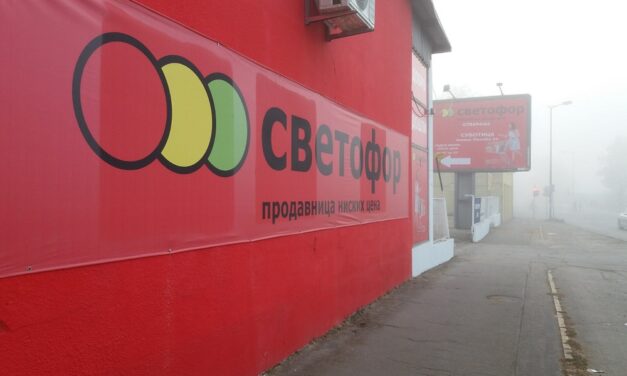 светофор
продавница ниских цена
светофор
ОТВАРАЊЕ
СУБОТИЦА